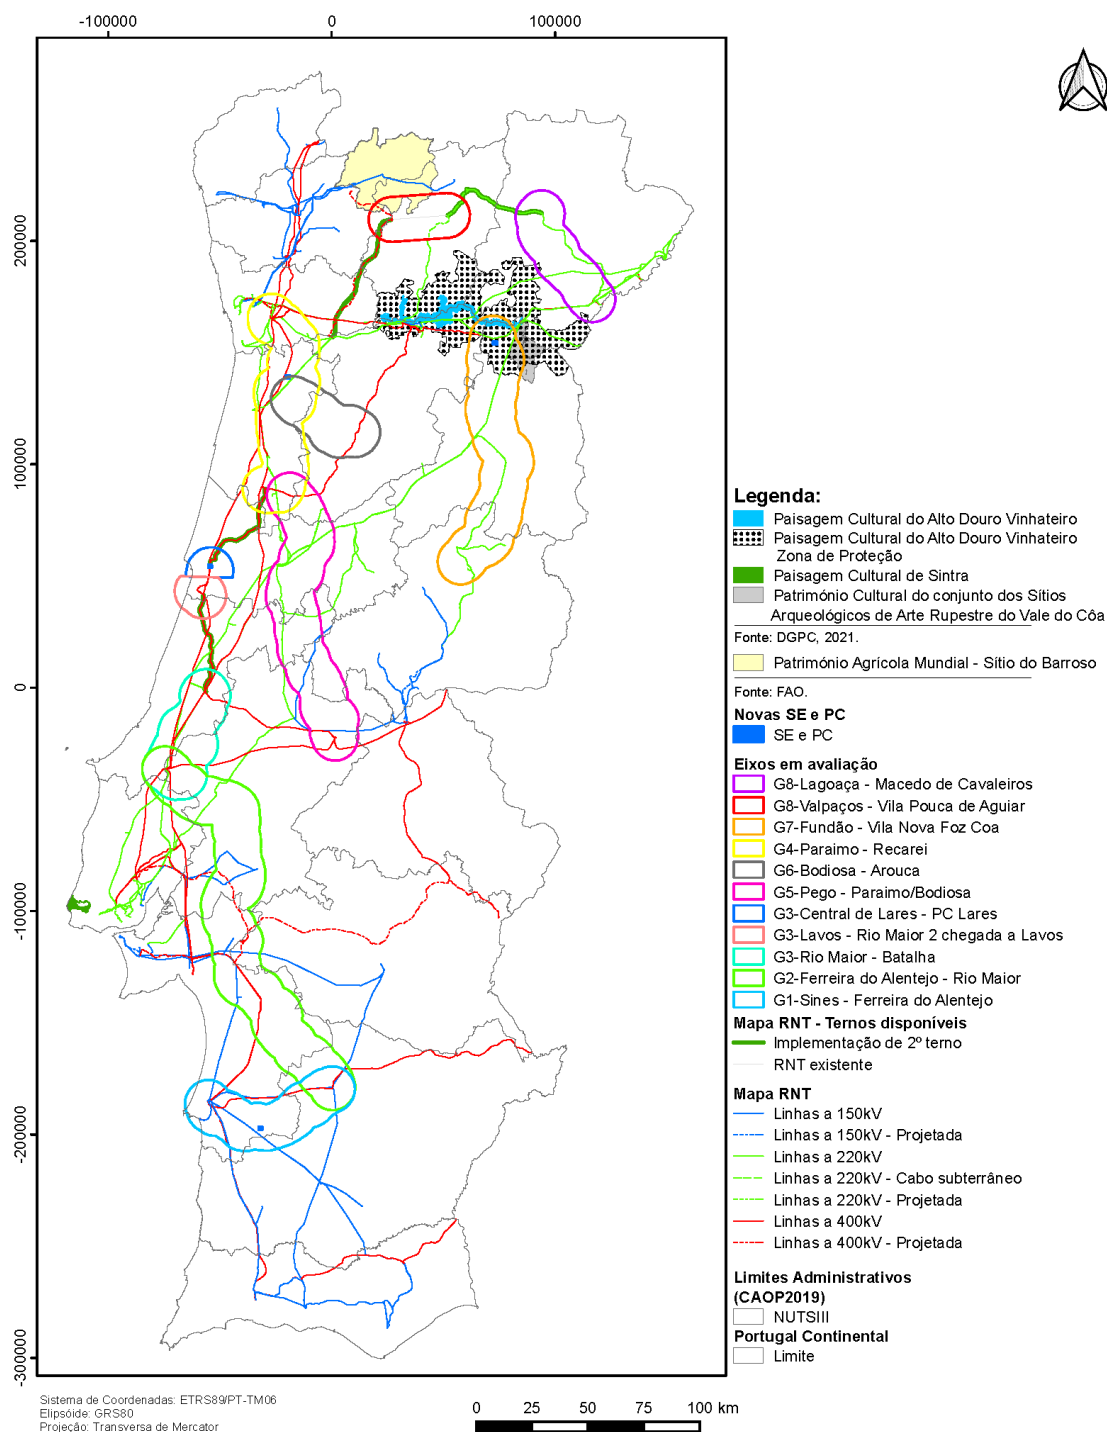 -100000 0 100000
200000
100000
0
-100000
-200000
-300000
Legenda:
Paisagem Cultural do Alto Douro Vinhateiro
Paisagem Cultural do Alto Douro Vinhateiro
Zona de Proteção
Paisagem Cultural de Sintra
Património Cultural do conjunto dos Sítios
Arqueológicos de Arte Rupestre do Vale do Côa
Fonte: DGPC, 2021.
Património Agrícola Mundial - Sítio do Barroso
Fonte: FAO.
Novas SE e PC
SE e PC
Eixos em avaliação
G8-Lagoaça - Macedo de Cavaleiros
G8-Valpaços - Vila Pouca de Aguiar
G7-Fundão - Vila Nova Foz Coa
G4-Paraimo - Recarei
G6-Bodiosa - Arouca
G5-Pego - Paraimo/Bodiosa
G3-Central de Lares - PC Lares
G3-Lavos - Rio Maior 2 chegada a Lavos
G3-Rio Maior - Batalha
G2-Ferreira do Alentejo - Rio Maior
G1-Sines - Ferreira do Alentejo
Mapa RNT - Ternos disponíveis
Implementação de 2º terno
RNT existente
Mapa RNT
Linhas a 150kV
Linhas a 150kV - Projetada
Linhas a 220kV
Linhas a 220kV - Cabo subterrâneo
Linhas a 220kV - Projetada
Linhas a 400kV
Linhas a 400kV - Projetada
Limites Administrativos
(CAOP2019)
NUTSIII
Portugal Continental
Limite
Sistema de Coordenadas: ETRS89/PT-TM06
Elipsóide: GRS80
Projeção: Transversa de Mercator
0 25 50 75 100 km